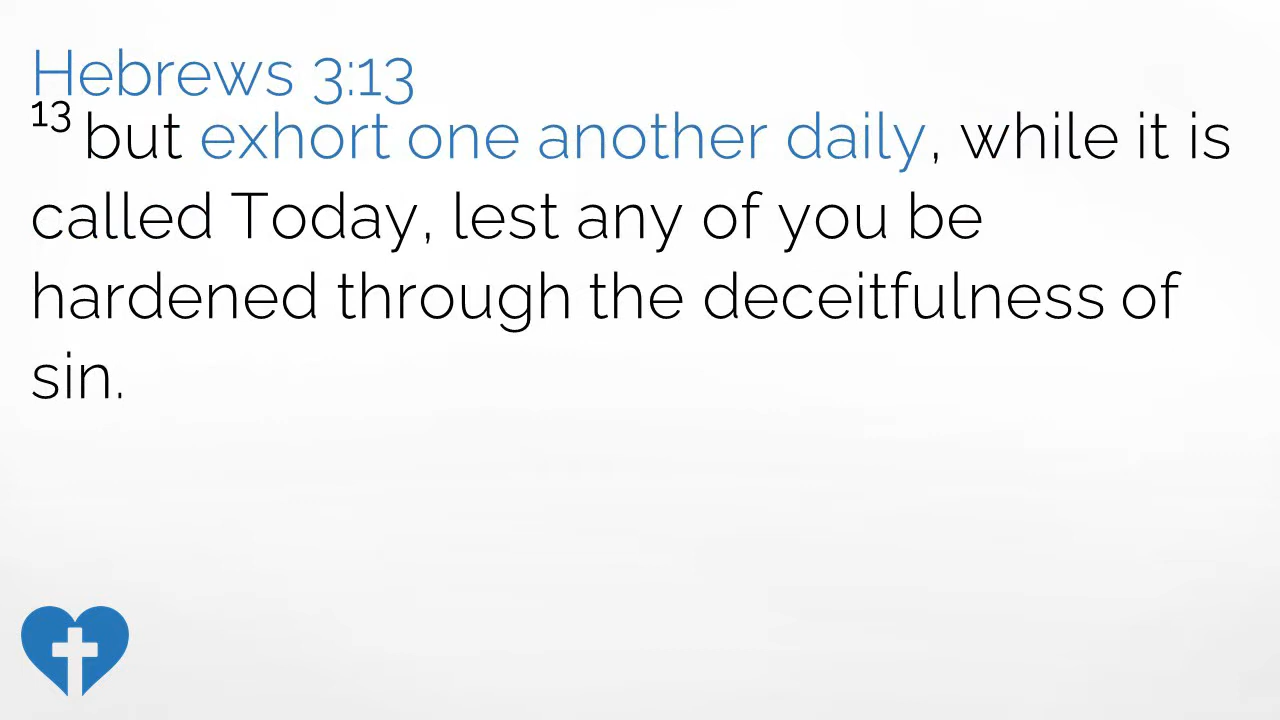 Hebrews 3:13
13 but exhort one another daily, while it is
called Today, lest any of you be
hardened through the deceitfulness of
sin.